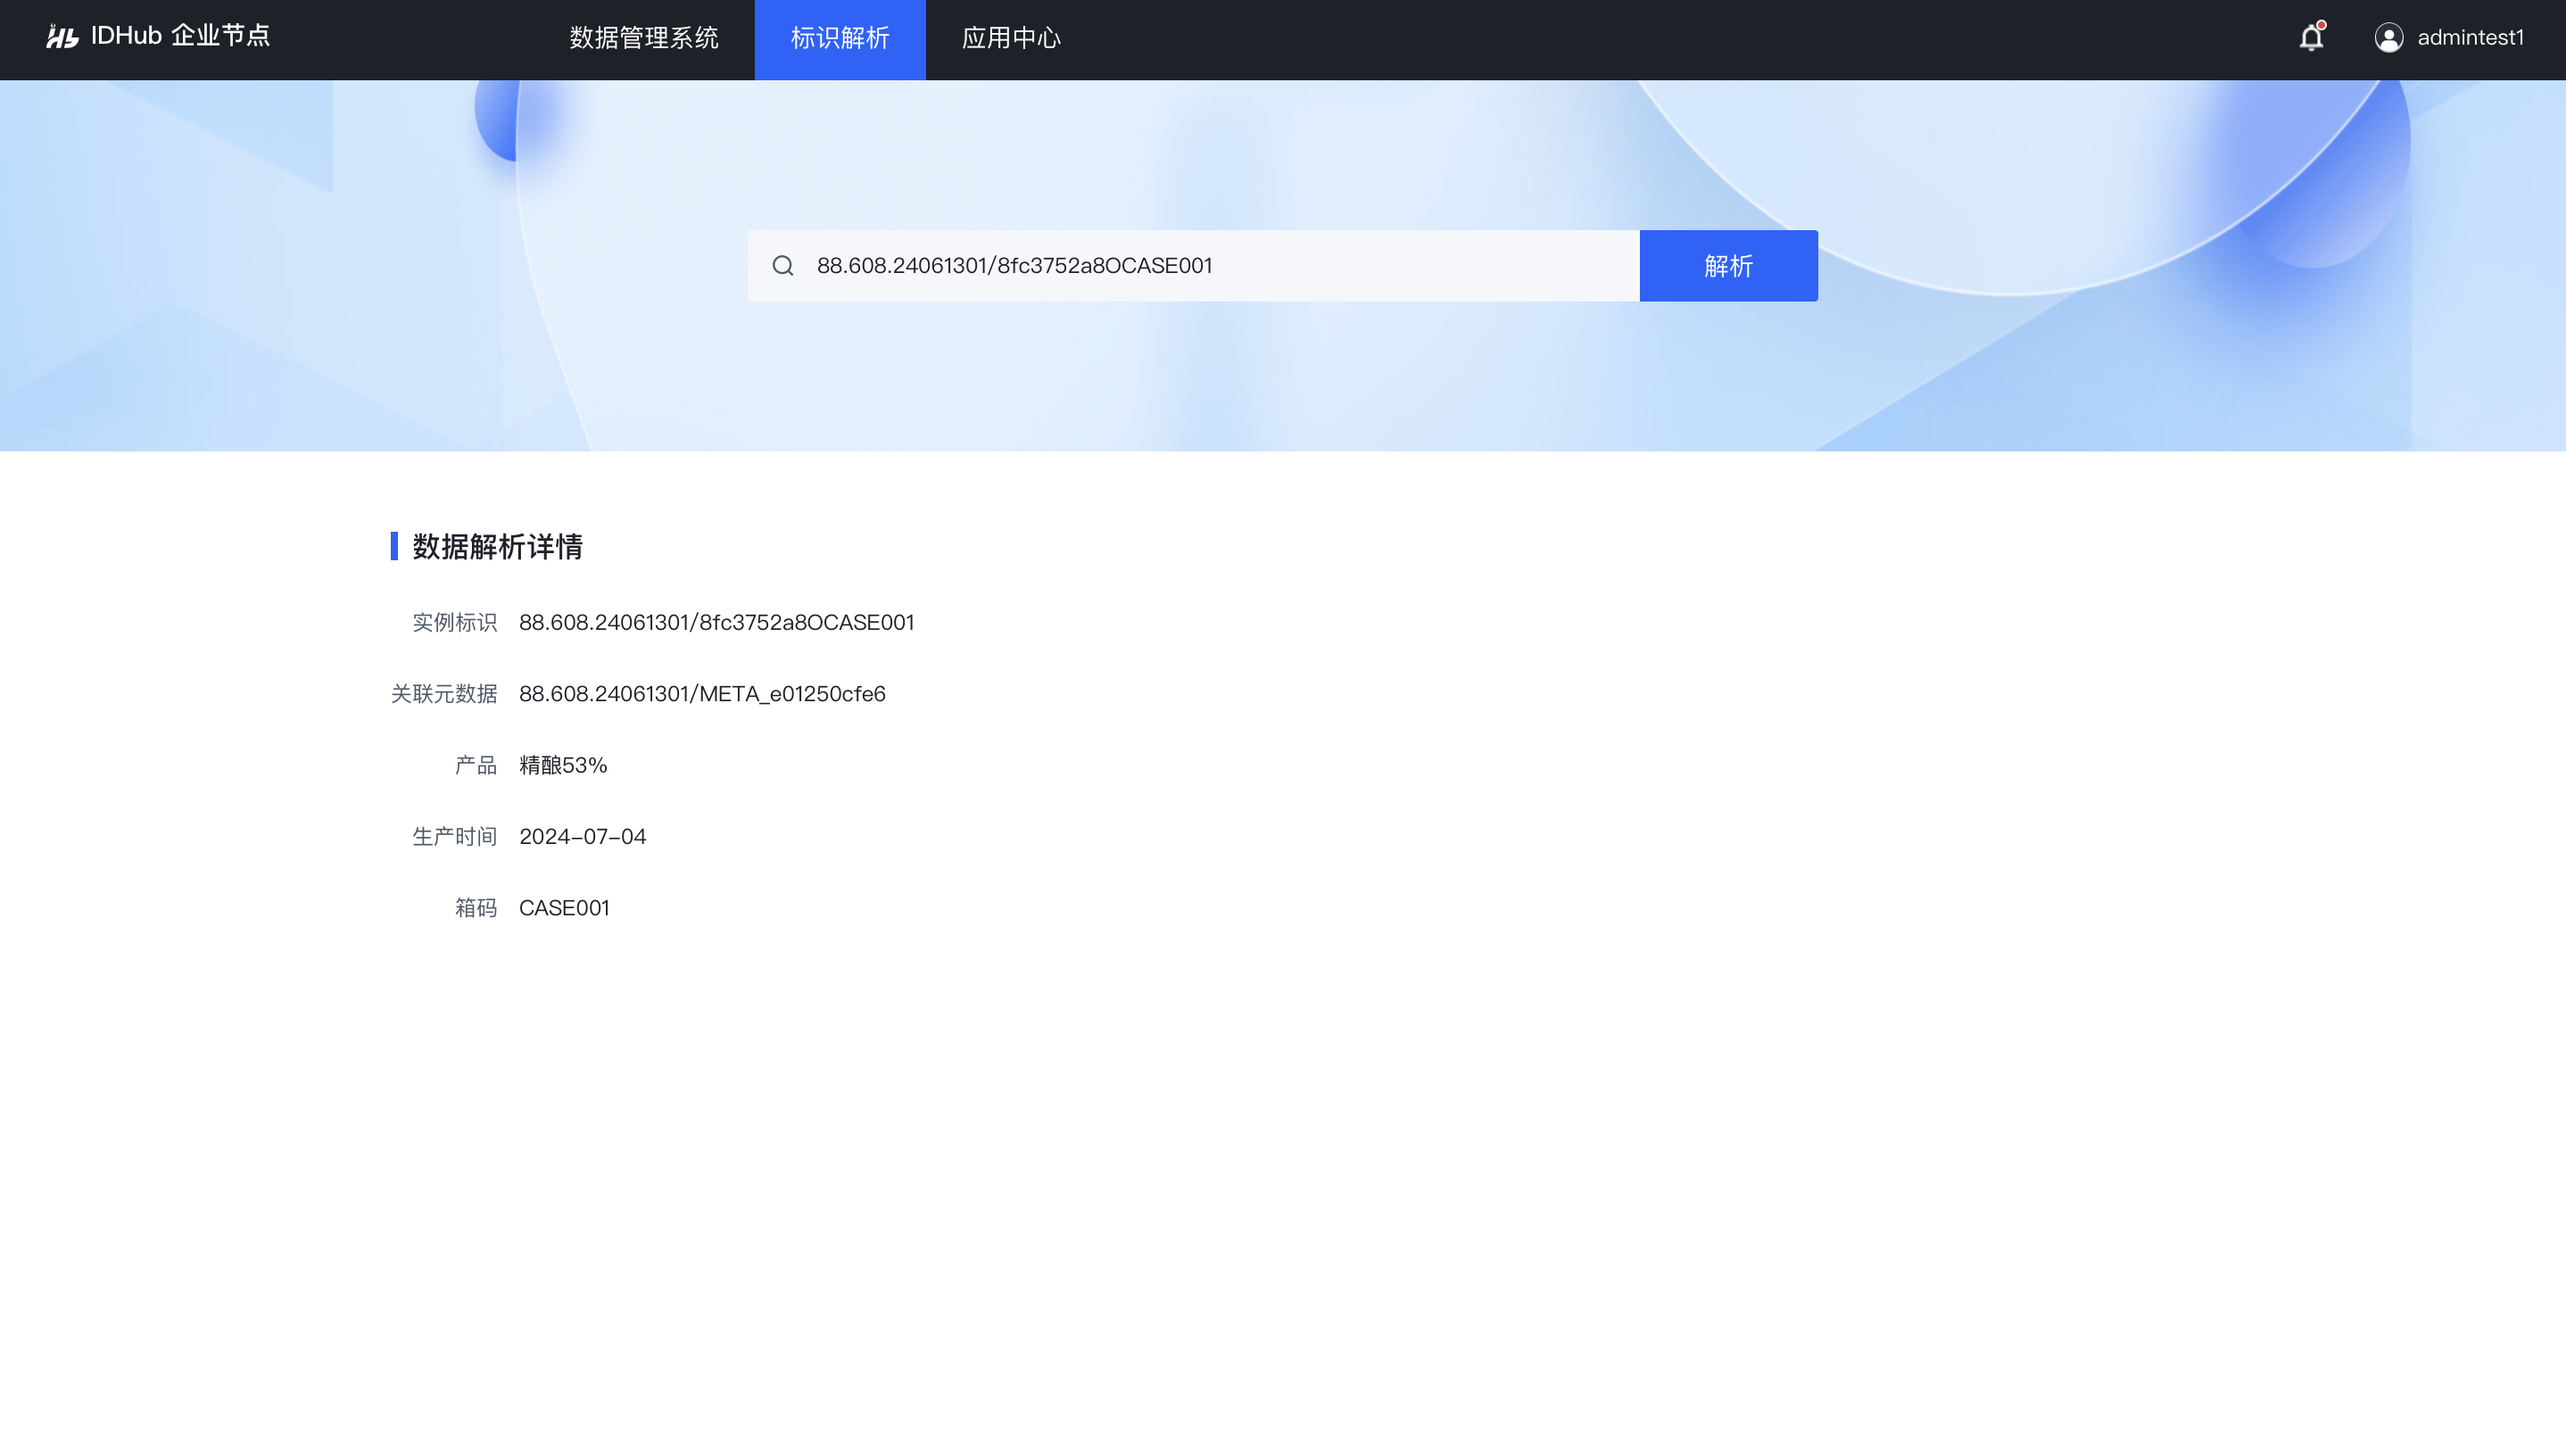 IDHub 企业节点
数据管理系统
标识解析
应用中心
admintest1
88.608.24061301/8fc3752a8OCASE001
解析
数据解析详情
实例标识 88.608.24061301/8fc3752a8OCASE001
关联元数据 88.608.24061301/META_e01250cfe6
产品 精酿53%
生产时间 2024-07-04
箱码 CASE001